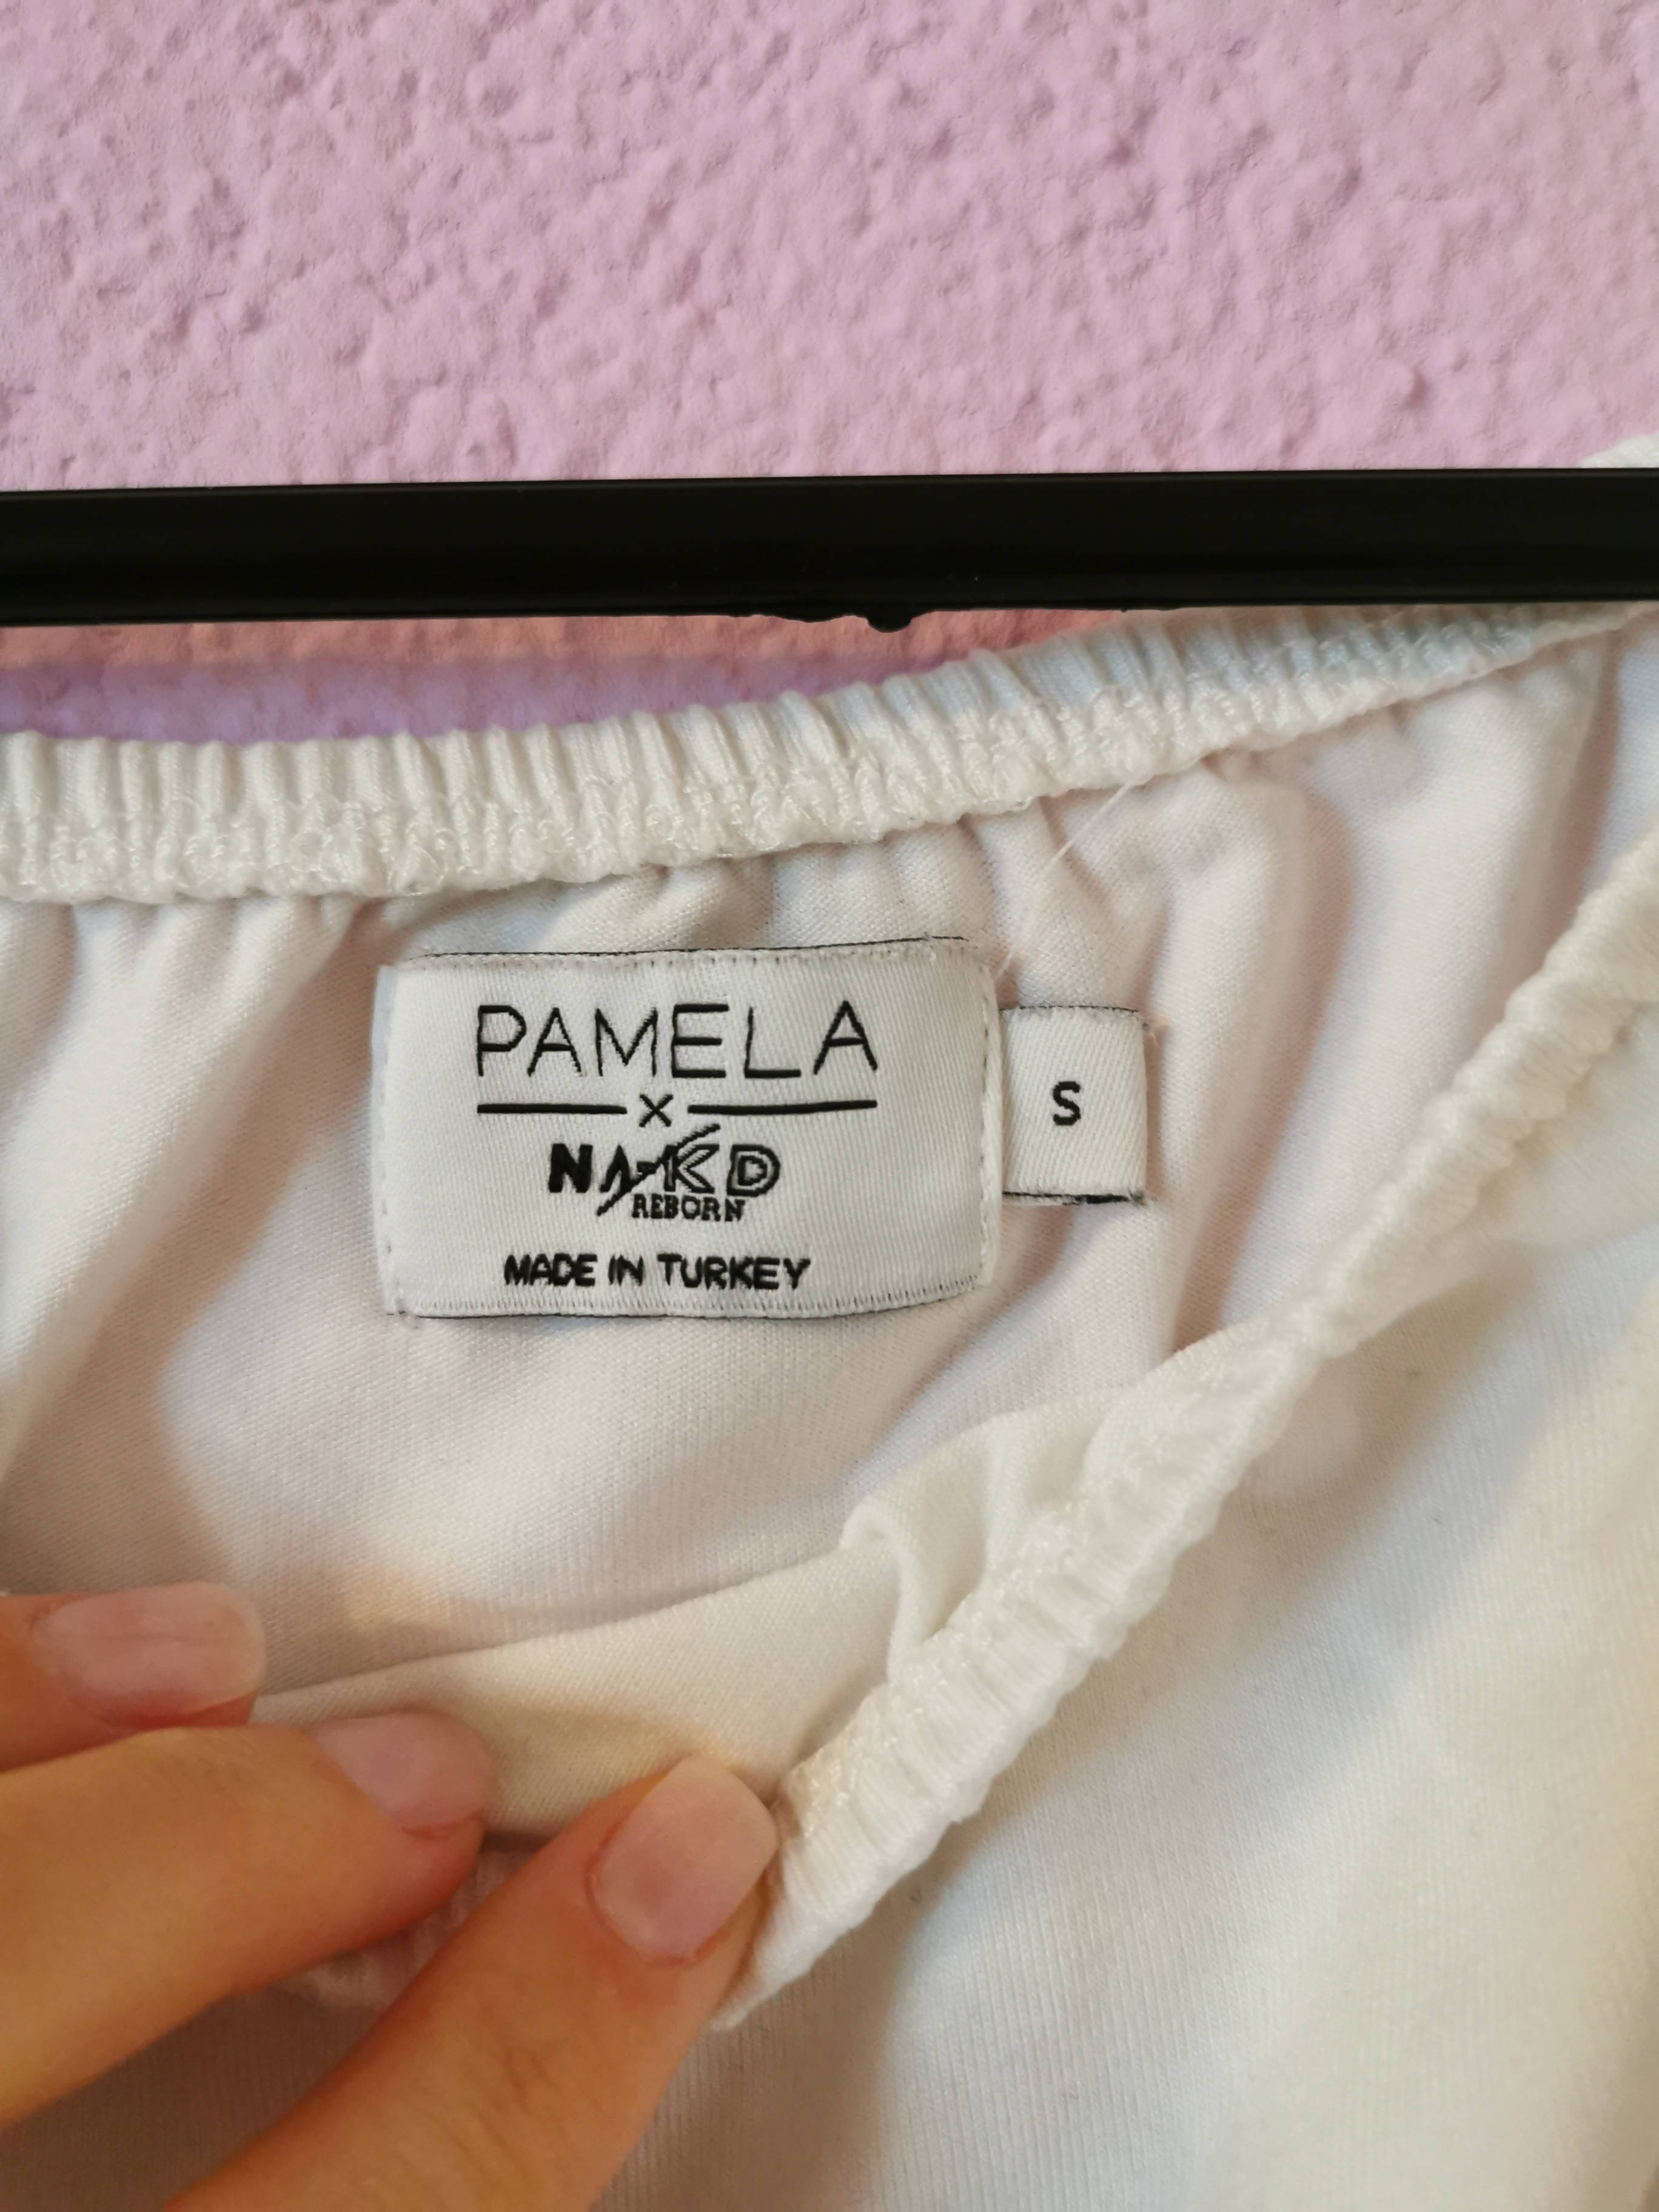 PAMELA
x
NA-KD
REBORN
MADE IN TURKEY
S